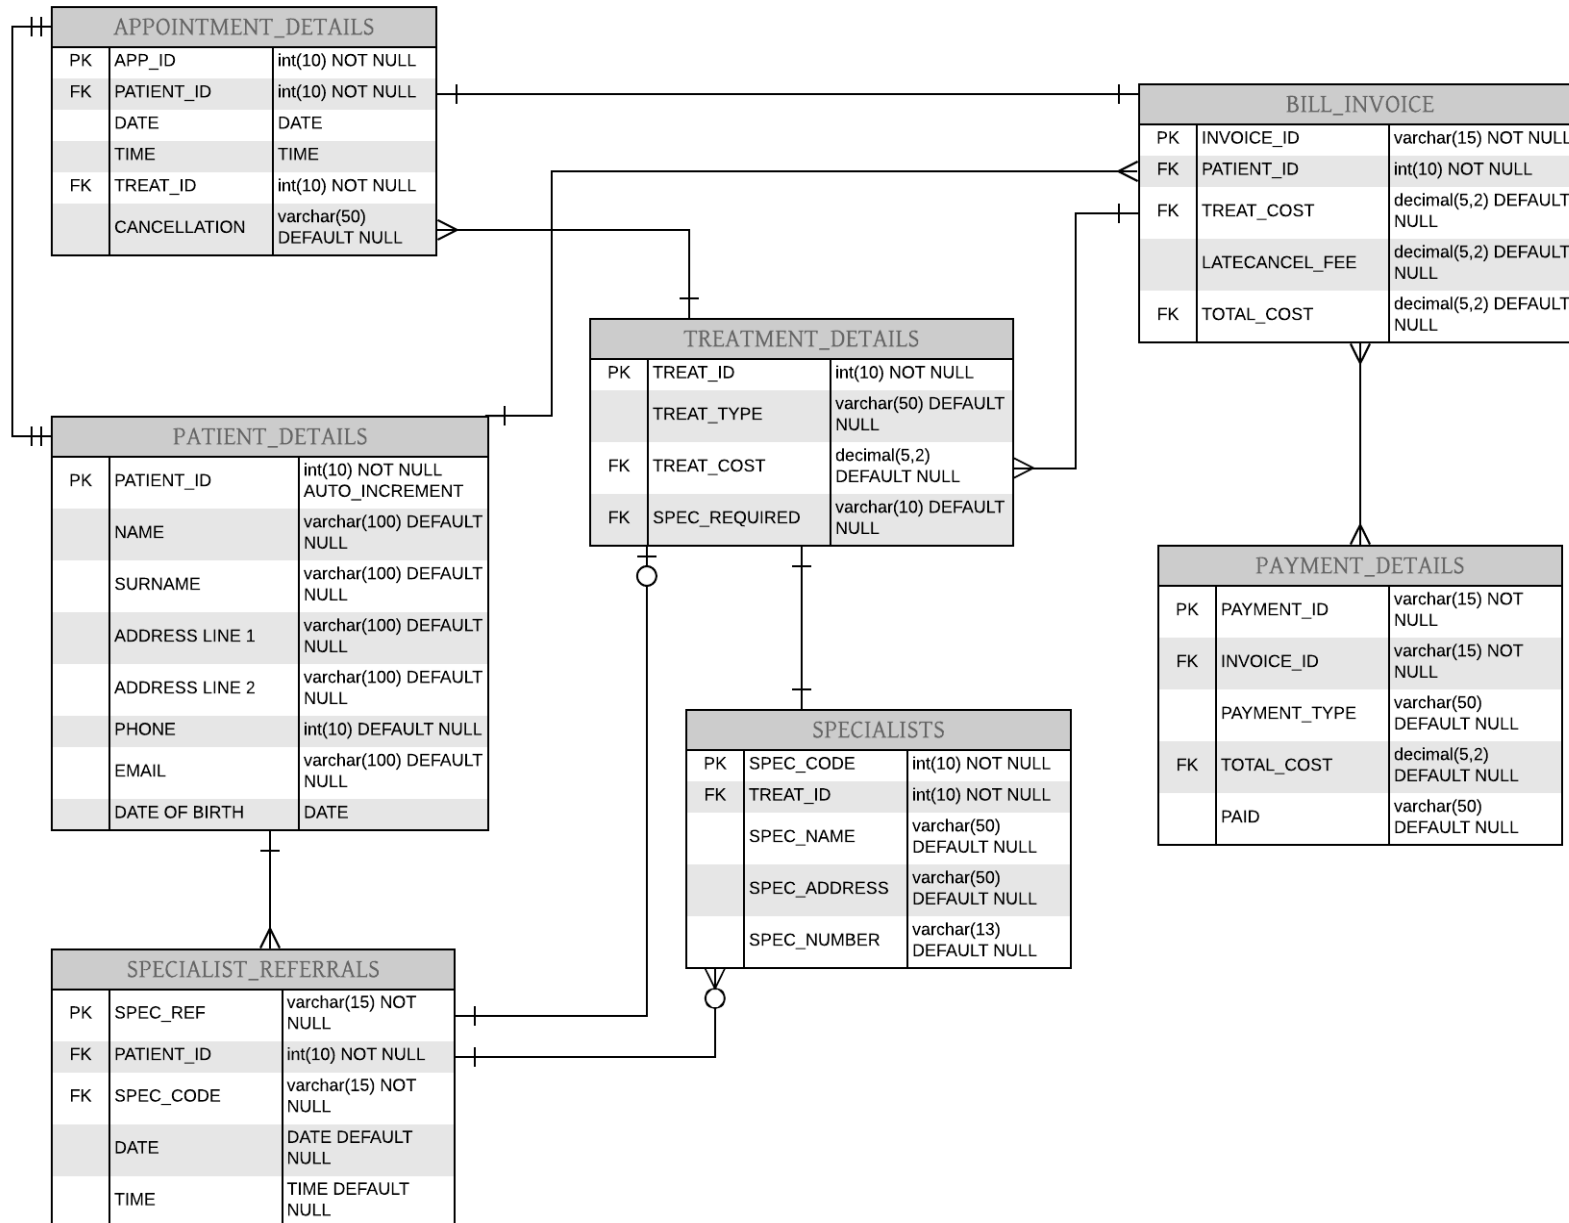 APPOINTMENT_DETAILS
PK APP_ID int(10) NOT NULL
FK PATIENT_ID int(10) NOT NULL
DATE DATE
TIME TIME
FK TREAT_ID int(10) NOT NULL
CANCELLATION varchar(50)
DEFAULT NULL
BILL_INVOICE
PK INVOICE_ID varchar(15) NOT NULL
FK PATIENT_ID int(10) NOT NULL
FK TREAT_COST decimal(5,2) DEFAULT
NULL
LATECANCEL_FEE decimal(5,2) DEFAULT
NULL
FK TOTAL_COST decimal(5,2) DEFAULT
NULL
TREATMENT_DETAILS
PK TREAT_ID int(10) NOT NULL
TREAT_TYPE varchar(50) DEFAULT
NULL
FK TREAT_COST decimal(5,2)
DEFAULT NULL
FK SPEC_REQUIRED varchar(10) DEFAULT
NULL
PATIENT_DETAILS
PK PATIENT_ID int(10) NOT NULL
AUTO_INCREMENT
NAME varchar(100) DEFAULT
NULL
SURNAME varchar(100) DEFAULT
NULL
ADDRESS LINE 1 varchar(100) DEFAULT
NULL
ADDRESS LINE 2 varchar(100) DEFAULT
NULL
PHONE int(10) DEFAULT NULL
EMAIL varchar(100) DEFAULT
NULL
DATE OF BIRTH DATE
PAYMENT_DETAILS
PK PAYMENT_ID varchar(15) NOT
NULL
FK INVOICE_ID varchar(15) NOT
NULL
PAYMENT_TYPE varchar(50)
DEFAULT NULL
FK TOTAL_COST decimal(5,2)
DEFAULT NULL
PAID varchar(50)
DEFAULT NULL
SPECIALISTS
PK SPEC_CODE int(10) NOT NULL
FK TREAT_ID int(10) NOT NULL
SPEC_NAME varchar(50)
DEFAULT NULL
SPEC_ADDRESS varchar(50)
DEFAULT NULL
SPEC_NUMBER varchar(13)
DEFAULT NULL
SPECIALIST_REFERRALS
PK SPEC_REF varchar(15) NOT
NULL
FK PATIENT_ID int(10) NOT NULL
FK SPEC_CODE varchar(15) NOT
NULL
DATE DATE DEFAULT
NULL
TIME TIME DEFAULT
NULL